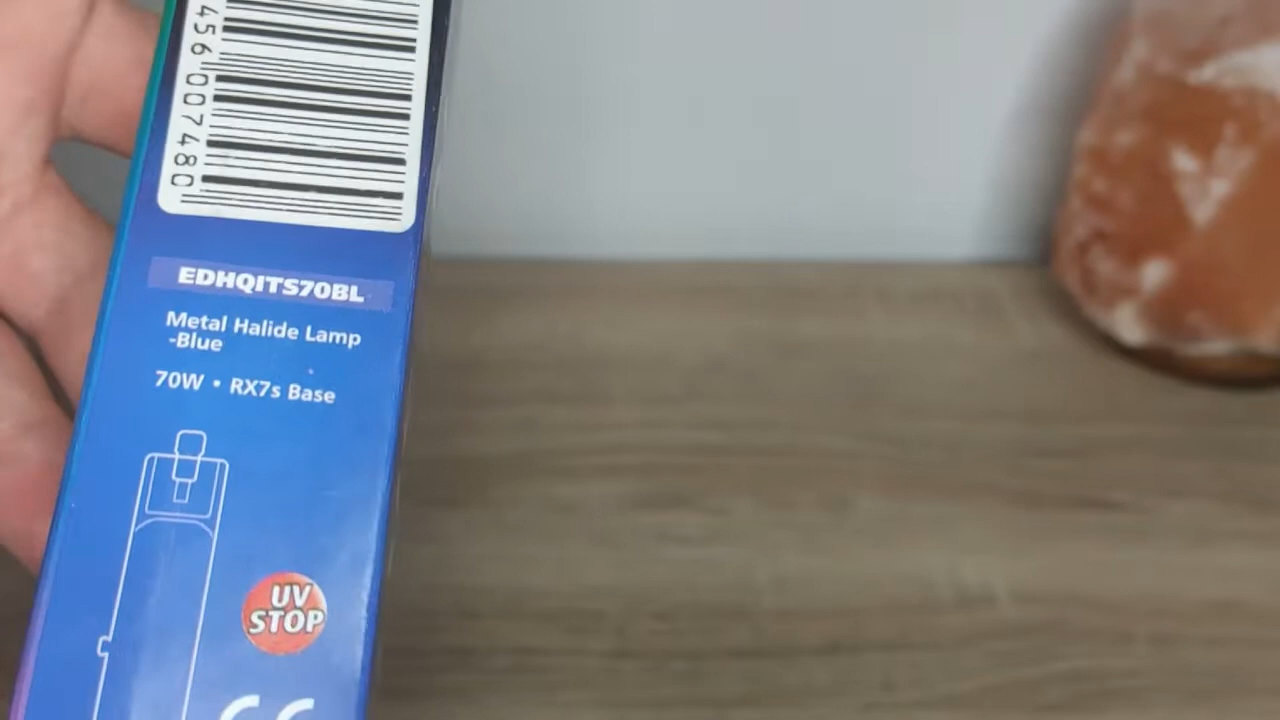 456007480
EDHQITS70BL
Metal Halide Lamp
-Blue
70W • RX7s Base
UV
STOP
CE